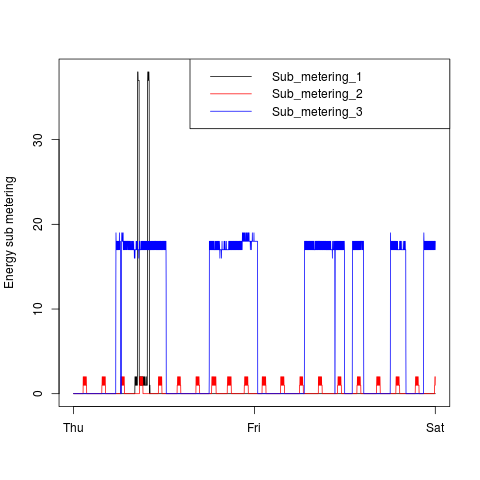 Sub_metering_1
Sub_metering_2
Sub_metering_3
Energy sub metering
30
20
10
0
Thu Fri Sat